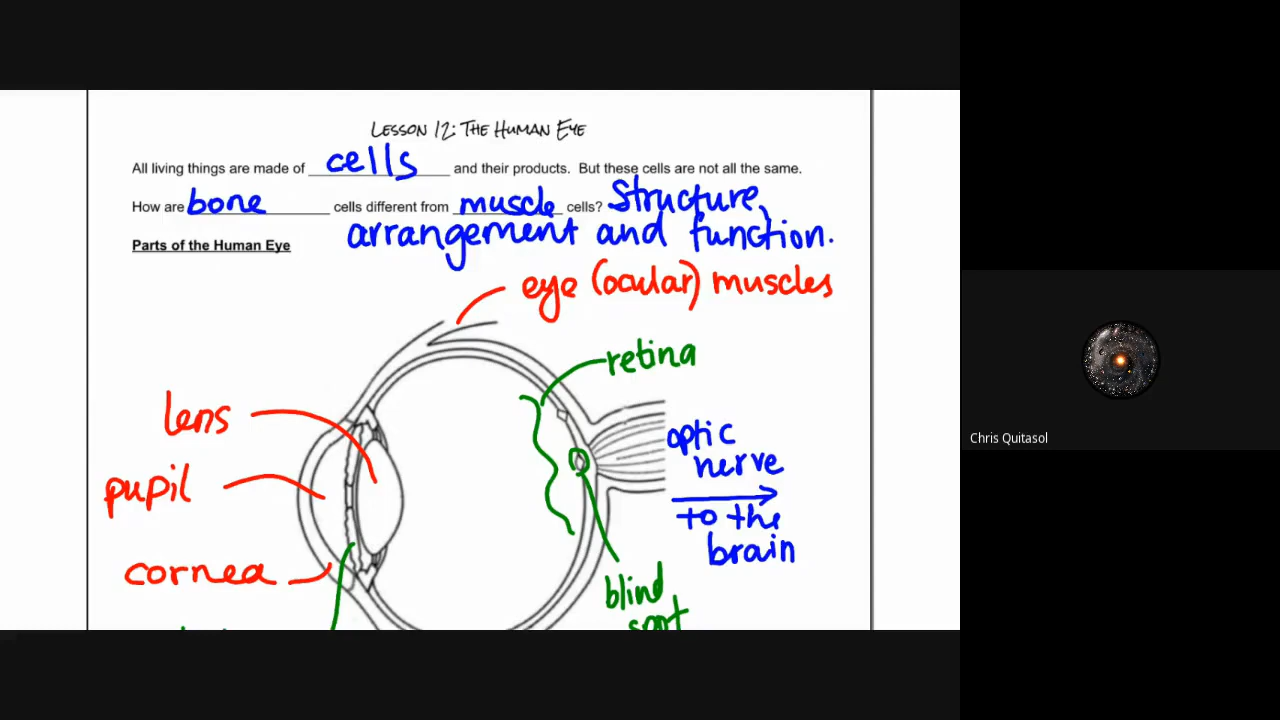 LESSON 12: THE HUMAN EYE
All living things are made of cells and their products. But these cells are not all the same.
How are bone cells different from muscle cells? Structure,
arrangement and function.
Parts of the Human Eye
eye (ocular) muscles
retina
lens
optic
nerve
pupil
to the
brain
cornea
blind
spot
Chris Quitasol